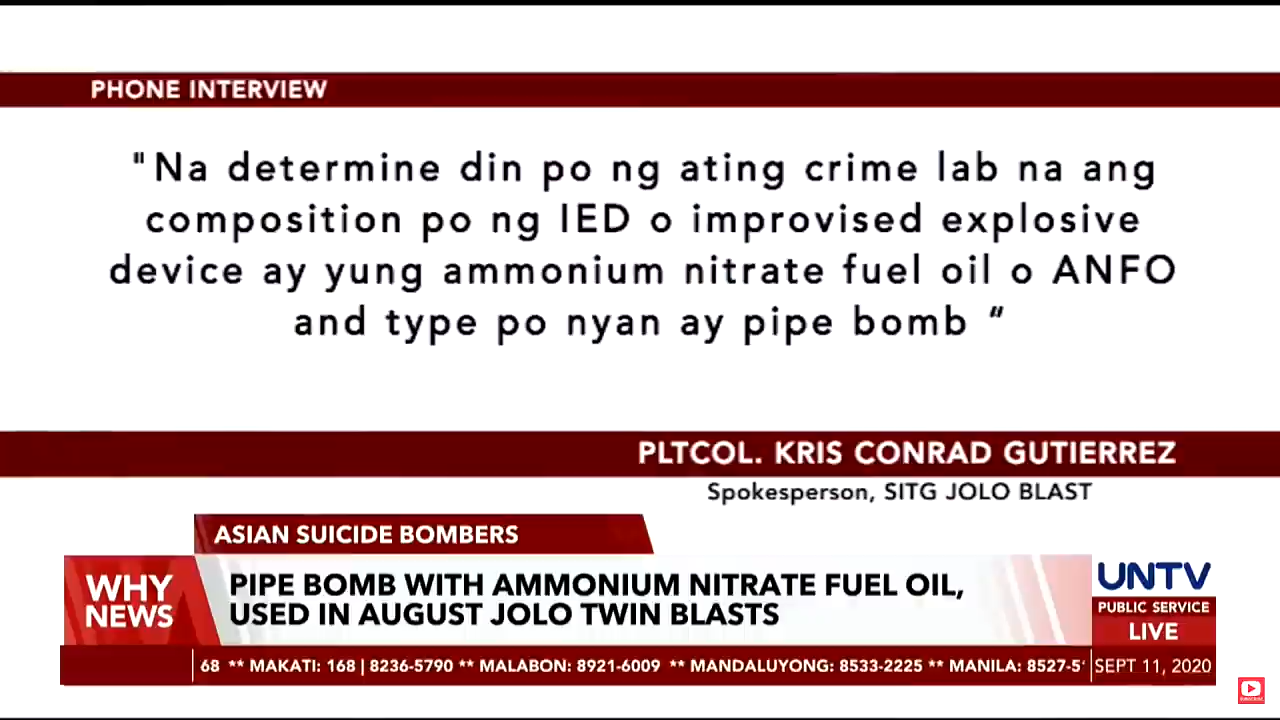 PHONE INTERVIEW
"Na determine din po ng ating crime lab na ang
composition po ng IED o improvised explosive
device ay yung ammonium nitrate fuel oil o ANFO
and type po nyan ay pipe bomb "
PLTCOL. KRIS CONRAD GUTIERREZ
Spokesperson, SITG JOLO BLAST
ASIAN SUICIDE BOMBERS
WHY
NEWS
PIPE BOMB WITH AMMONIUM NITRATE FUEL OIL,
USED IN AUGUST JOLO TWIN BLASTS
UNTV
PUBLIC SERVICE
LIVE
68 ** MAKATI: 168 | 8236-5790 ** MALABON: 8921-6009 ** MANDALUYONG: 8533-2225 ** MANILA:
SEPT 11, 2020